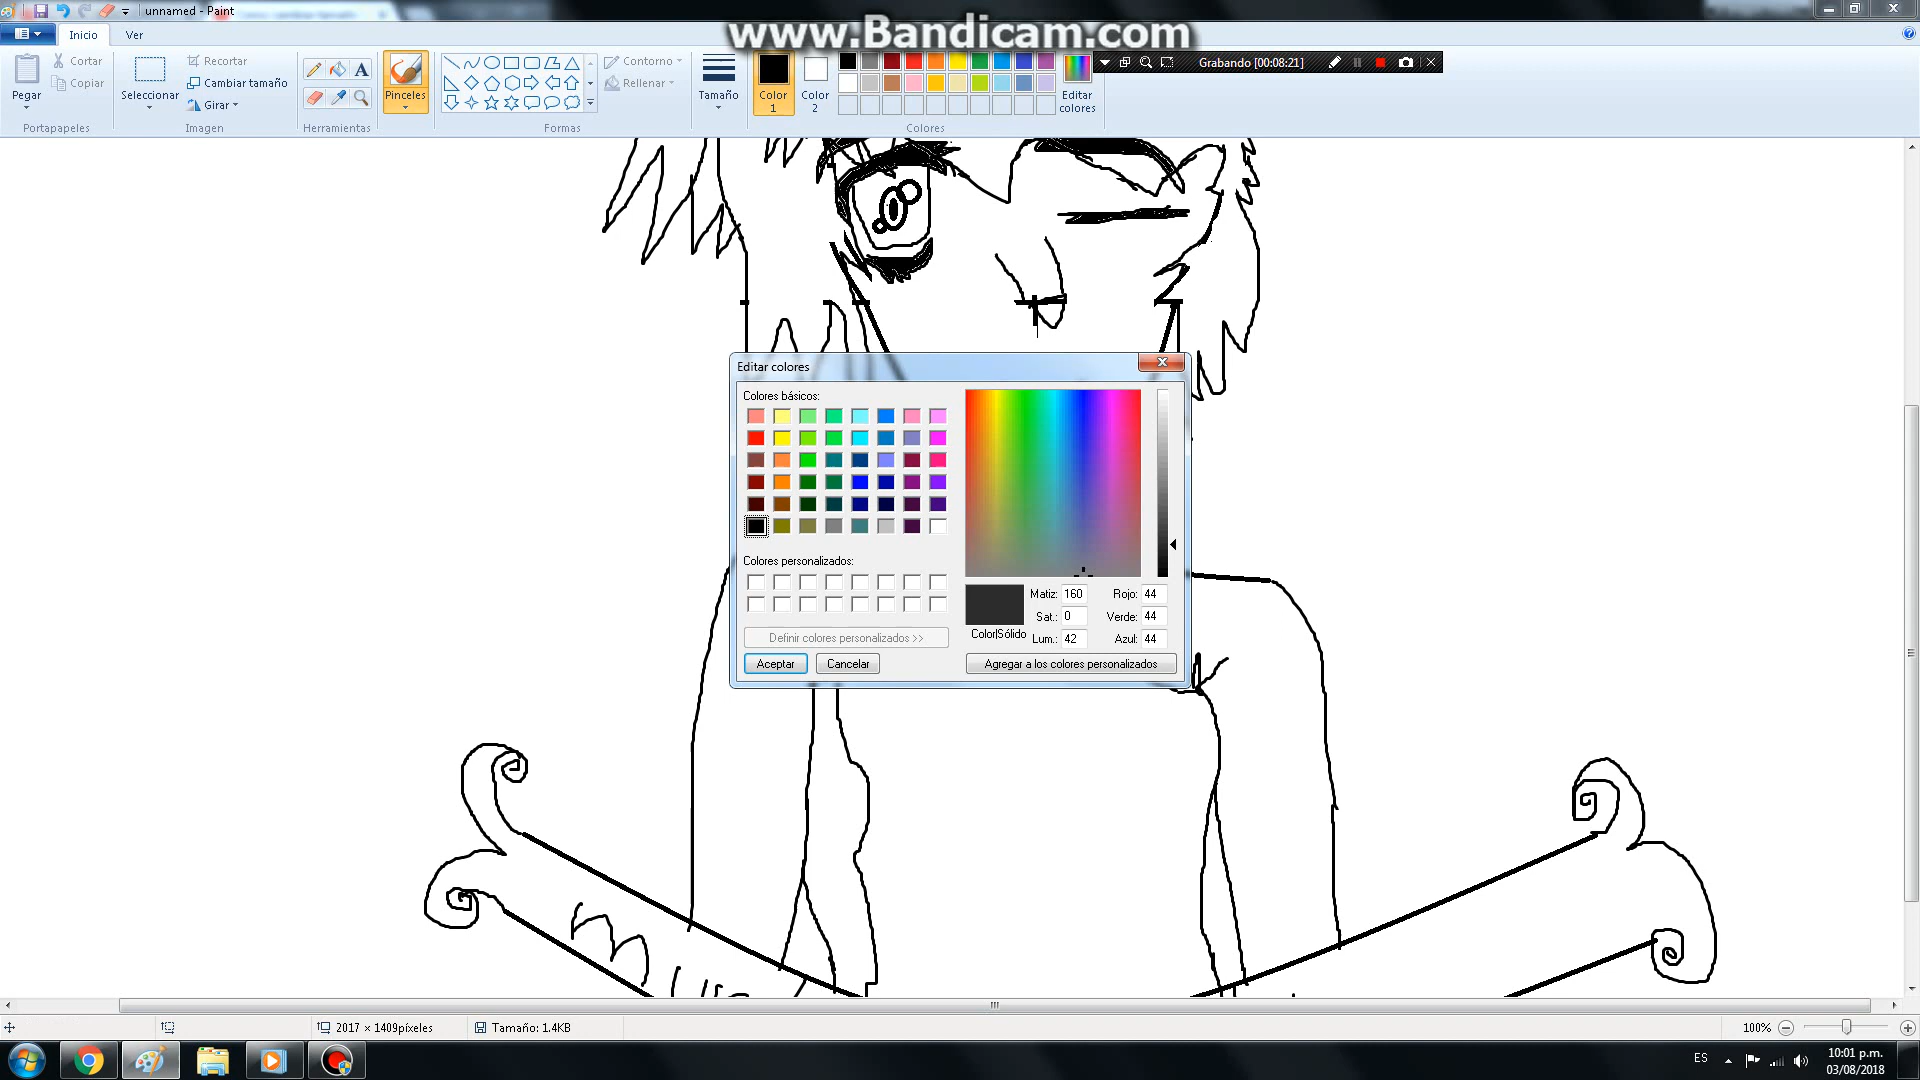 unnamed - Paint
www.Bandicam.com
Inicio
Ver
Grabando [00:08:21]
Pegar
Cortar
Copiar
Portapapeles
Seleccionar
Recortar
Cambiar tamaño
Girar
Imagen
A
Herramientas
Pinceles
Contorno
Rellenar
Formas
Tamaño
Color
1
Color
2
Editar
colores
Colores
Editar colores
Colores básicos:
Colores personalizados:
Definir colores personalizados >>
Aceptar
Cancelar
Color|Sólido
Matiz: 160
Sat.: 0
Lum.: 42
Rojo: 44
Verde: 44
Azul: 44
Agregar a los colores personalizados
2017 × 1409píxeles
Tamaño: 1.4KB
100%
ES
10:01 p.m.
03/08/2018